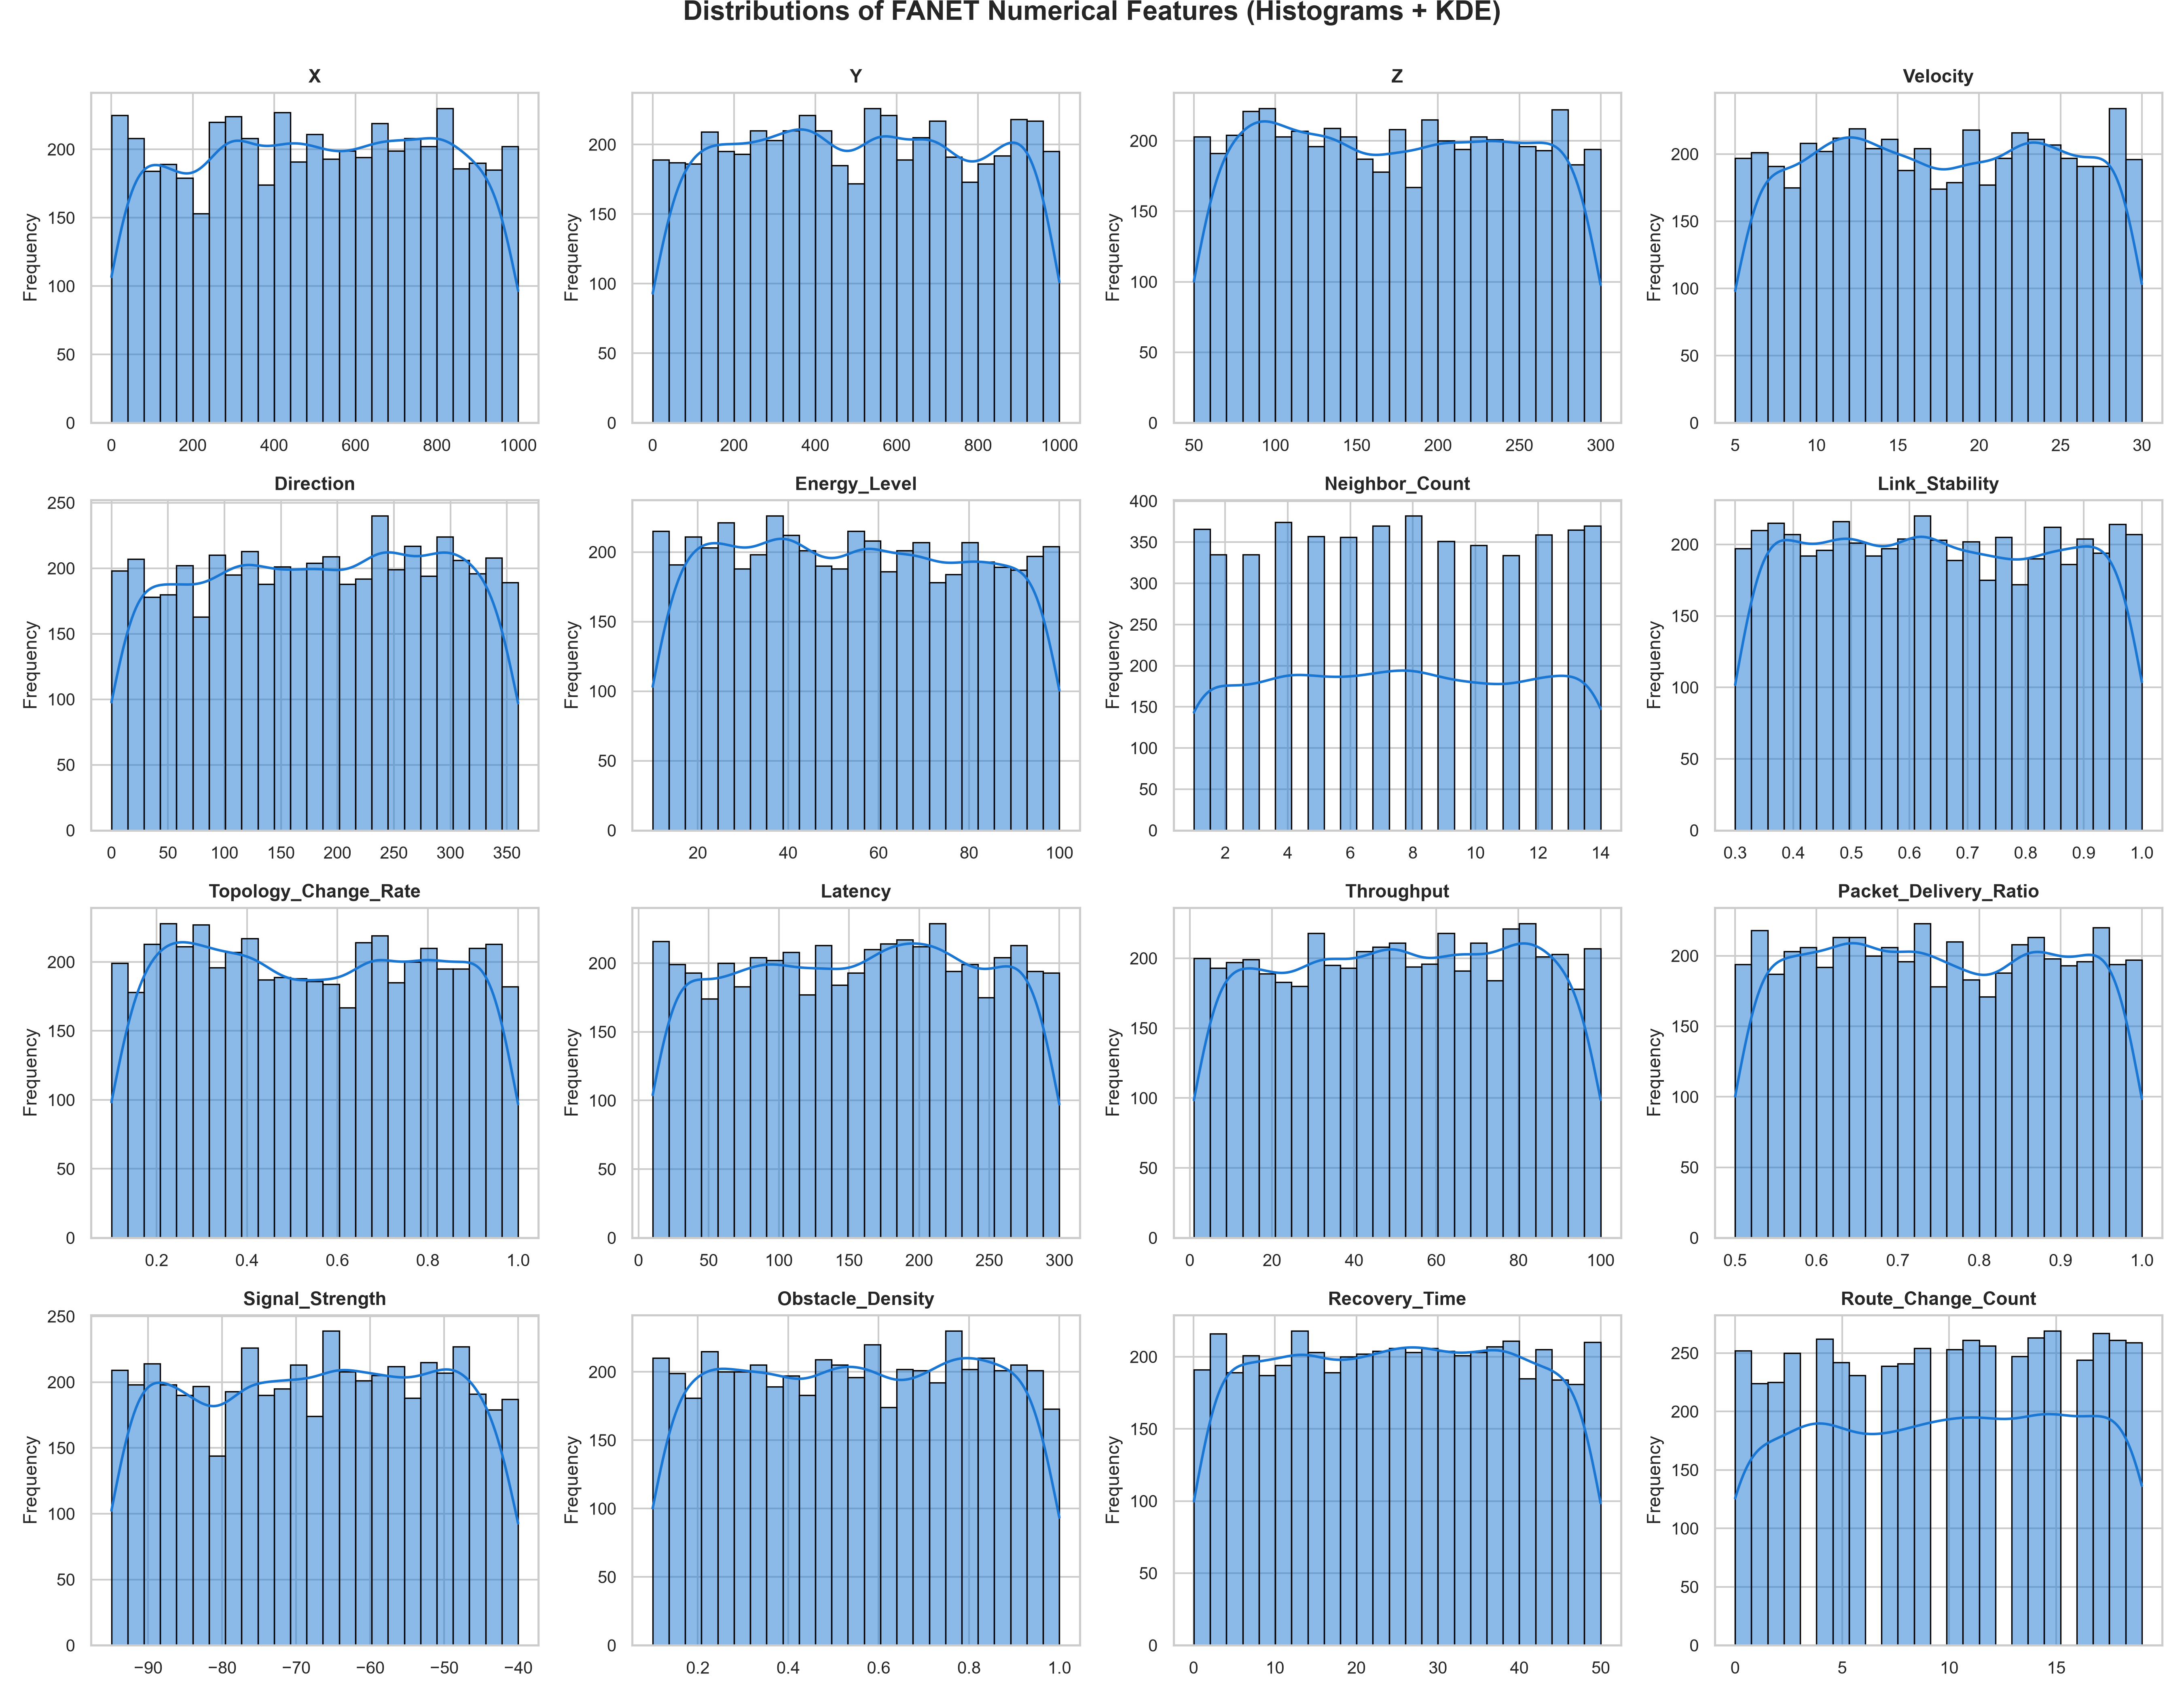 Distributions of FANET Numerical Features (Histograms + KDE)
X
Y
Z
Velocity
Frequency
0 50 100 150 200
0 200 400 600 800 1000
Frequency
0 50 100 150 200
0 200 400 600 800 1000
Frequency
0 50 100 150 200
50 100 150 200 250 300
Frequency
0 50 100 150 200
5 10 15 20 25 30
Direction
Energy_Level
Neighbor_Count
Link_Stability
Frequency
0 50 100 150 200 250
0 50 100 150 200 250 300 350
Frequency
0 50 100 150 200
20 40 60 80 100
Frequency
0 50 100 150 200 250 300 350 400
2 4 6 8 10 12 14
Frequency
0 50 100 150 200
0.3 0.4 0.5 0.6 0.7 0.8 0.9 1.0
Topology_Change_Rate
Latency
Throughput
Packet_Delivery_Ratio
Frequency
0 50 100 150 200
0.2 0.4 0.6 0.8 1.0
Frequency
0 50 100 150 200
0 50 100 150 200 250 300
Frequency
0 50 100 150 200
0 20 40 60 80 100
Frequency
0 50 100 150 200
0.5 0.6 0.7 0.8 0.9 1.0
Signal_Strength
Obstacle_Density
Recovery_Time
Route_Change_Count
Frequency
0 50 100 150 200 250
−90 −80 −70 −60 −50 −40
Frequency
0 50 100 150 200
0.2 0.4 0.6 0.8 1.0
Frequency
0 50 100 150 200
0 10 20 30 40 50
Frequency
0 50 100 150 200 250
0 5 10 15